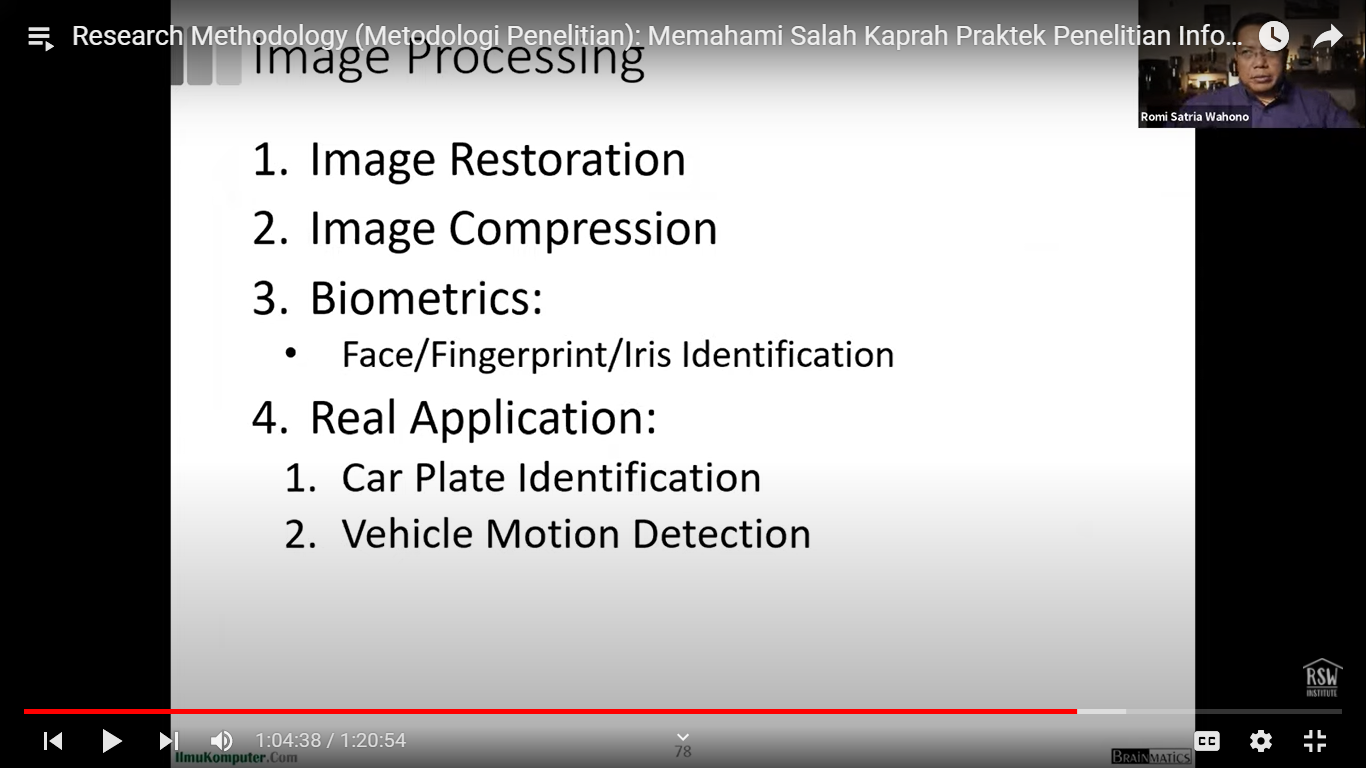 Research Methodology (Metodologi Penelitian): Memahami Salah Kaprah Praktek Penelitian Info...
Image Processing
Romi Satria Wahono
1. Image Restoration
2. Image Compression
3. Biometrics:
• Face/Fingerprint/Iris Identification
4. Real Application:
1. Car Plate Identification
2. Vehicle Motion Detection
RSW
INSTITUTE
1:04:38 / 1:20:54
CC
78
IlmuKomputer.Com
BRAINMATICS